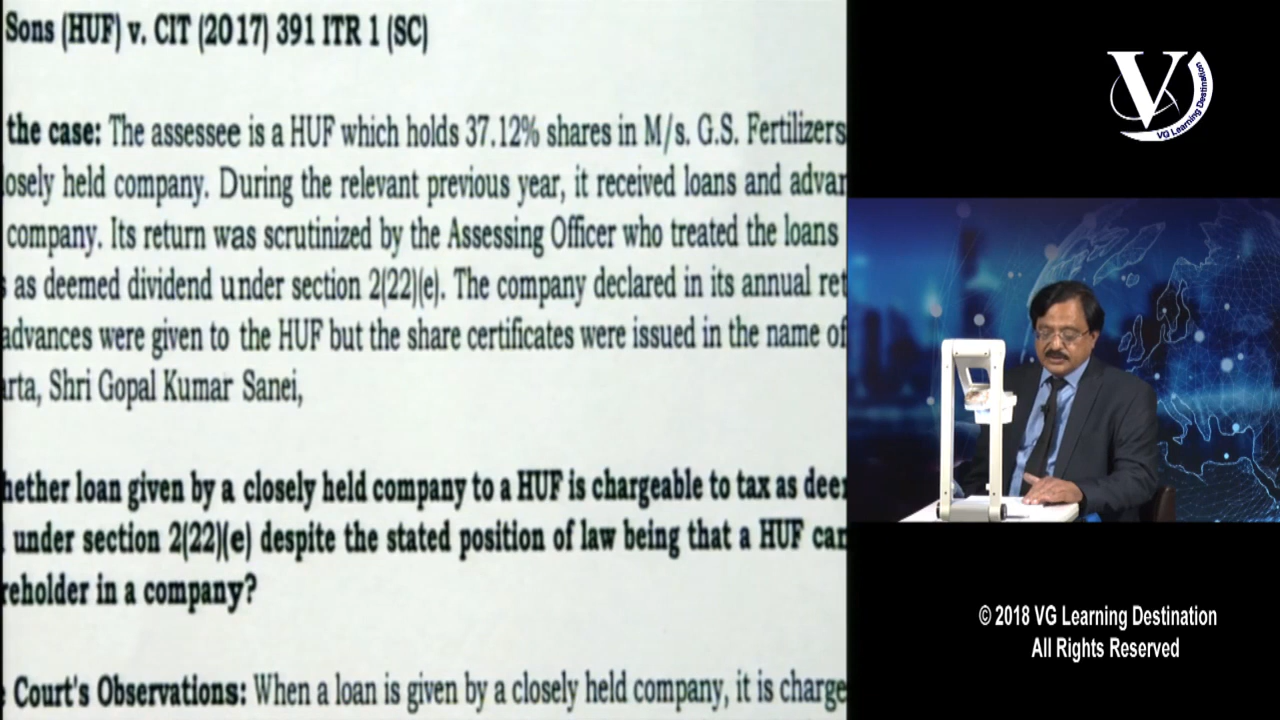 Sons (HUF) v. CIT (2017) 391 ITR 1 (SC)
the case: The assessee is a HUF which holds 37.12% shares in M/s. G.S. Fertilizers
losely held company. During the relevant previous year, it received loans and advan
company. Its return was scrutinized by the Assessing Officer who treated the loans
s as deemed dividend under section 2(22)(e). The company declared in its annual ret
advances were given to the HUF but the share certificates were issued in the name of
arta, Shri Gopal Kumar Sanei,
hether loan given by a closely held company to a HUF is chargeable to tax as deem
under section 2(22)(e) despite the stated position of law being that a HUF can
reholder in a company?
e Court's Observations: When a loan is given by a closely held company, it is charge
V
VG Learning Destination
© 2018 VG Learning Destination
All Rights Reserved